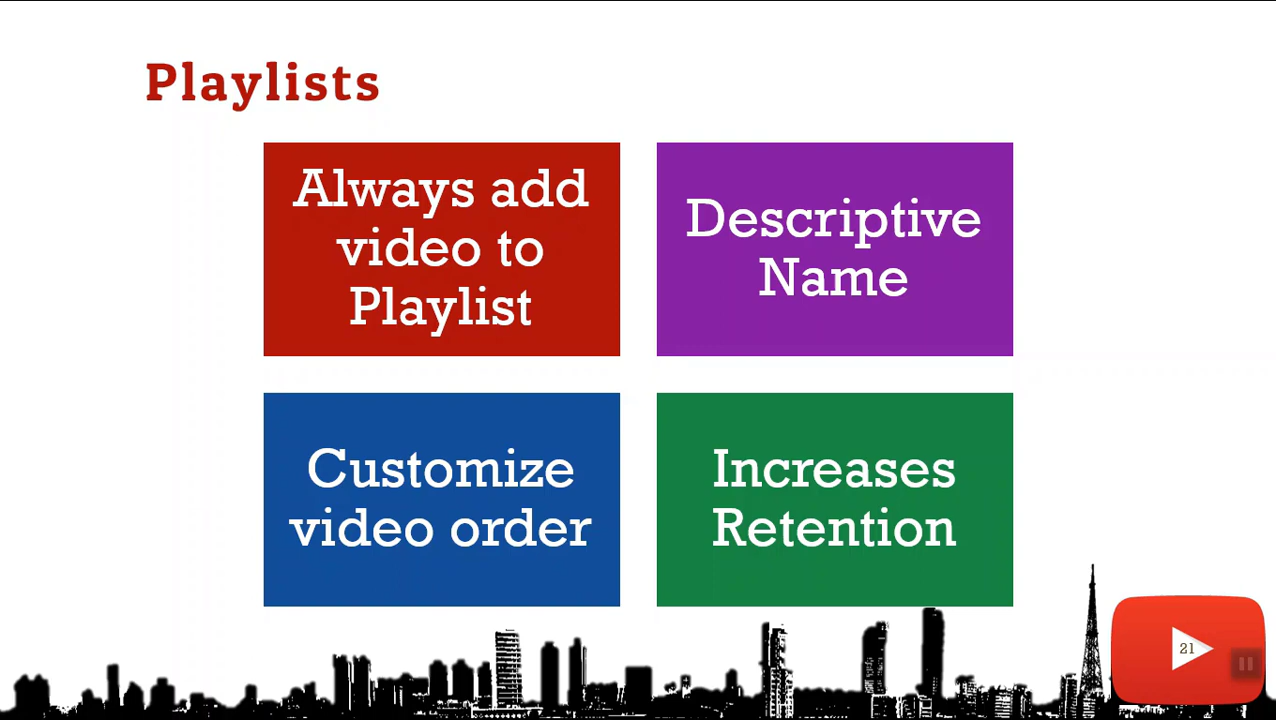 Playlists
Always add
video to
Playlist
Descriptive
Name
Customize
video order
Increases
Retention
21